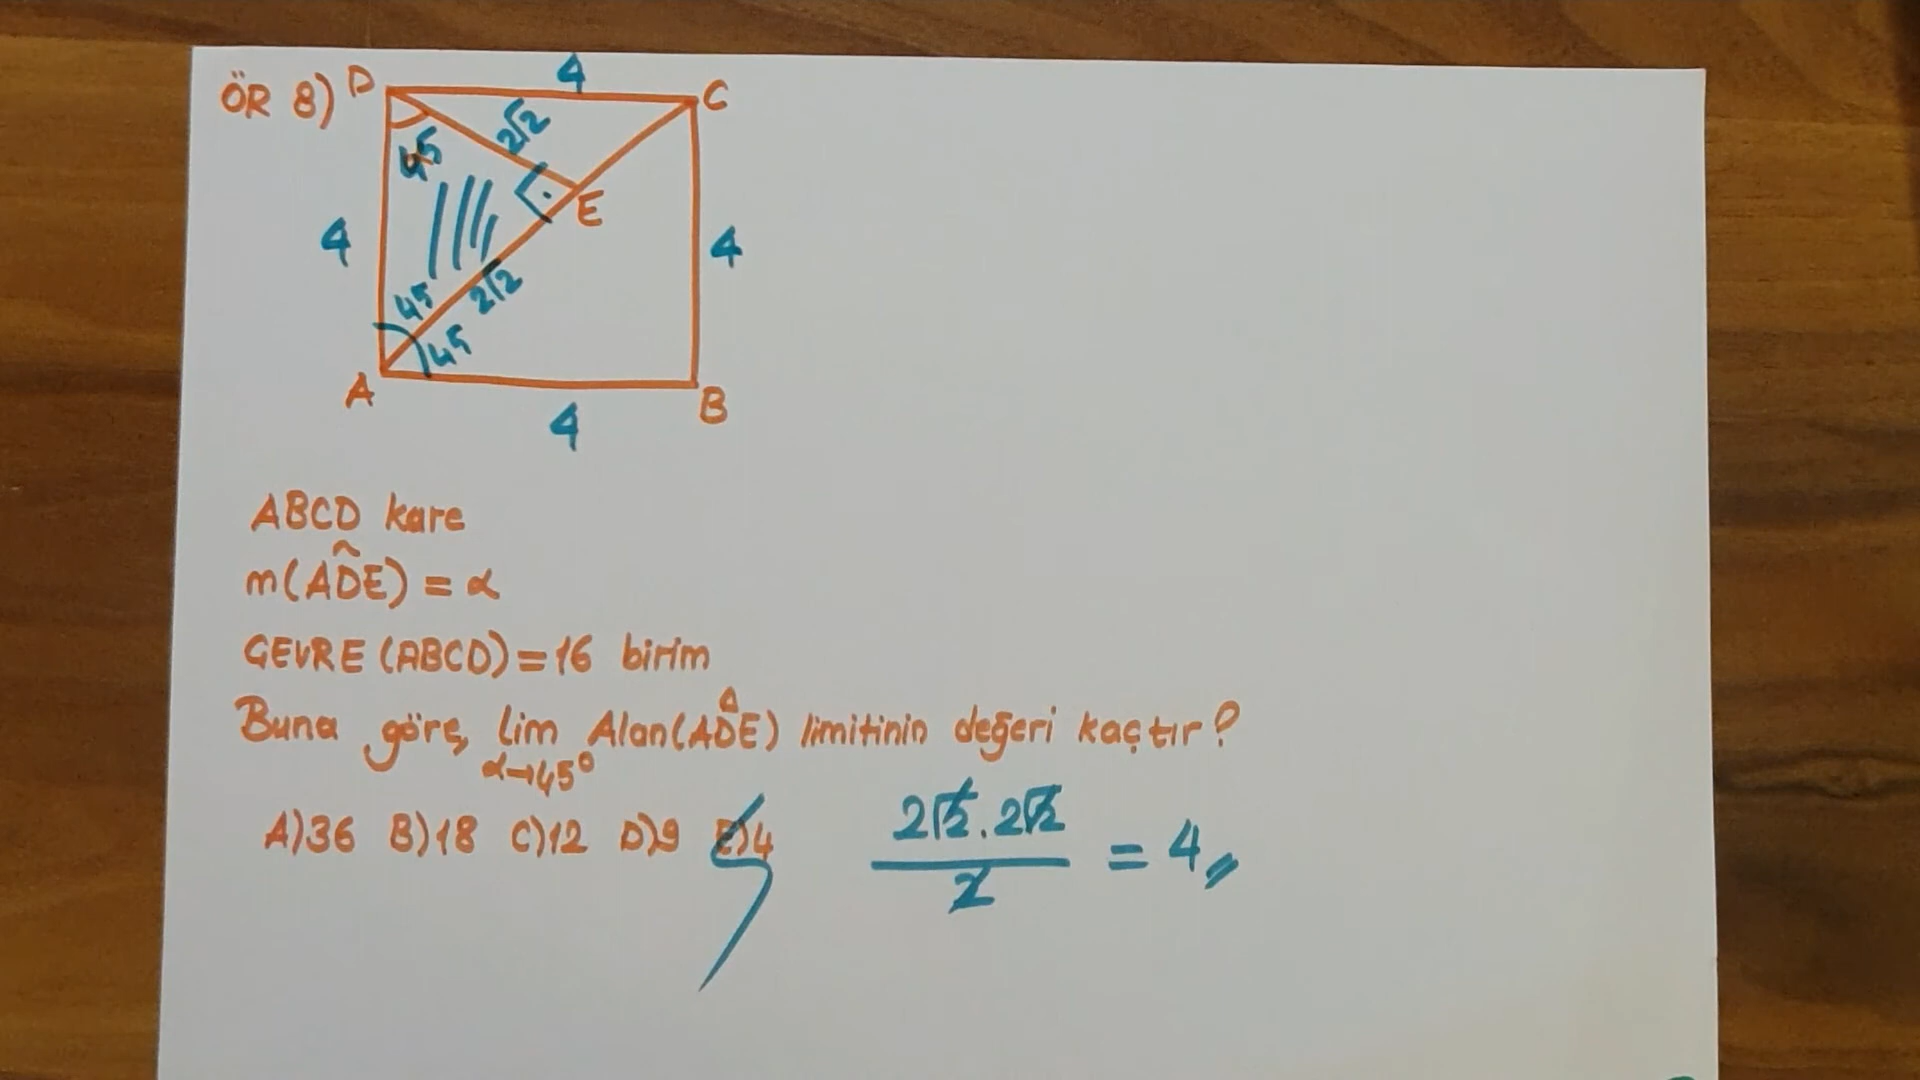 ÖR 8)
D
4
C
45
2√2
4
E
4
45
2√2
45
A
B
4
ABCD kare
m(ADE) = α
ÇEVRE (ABCD) = 16 birim
Buna göre, lim Alan(ADE) limitinin değeri kaçtır?
α→45°
A)36 B)18 C)12 D)9 E)4
2√2 . 2√2
2
= 4